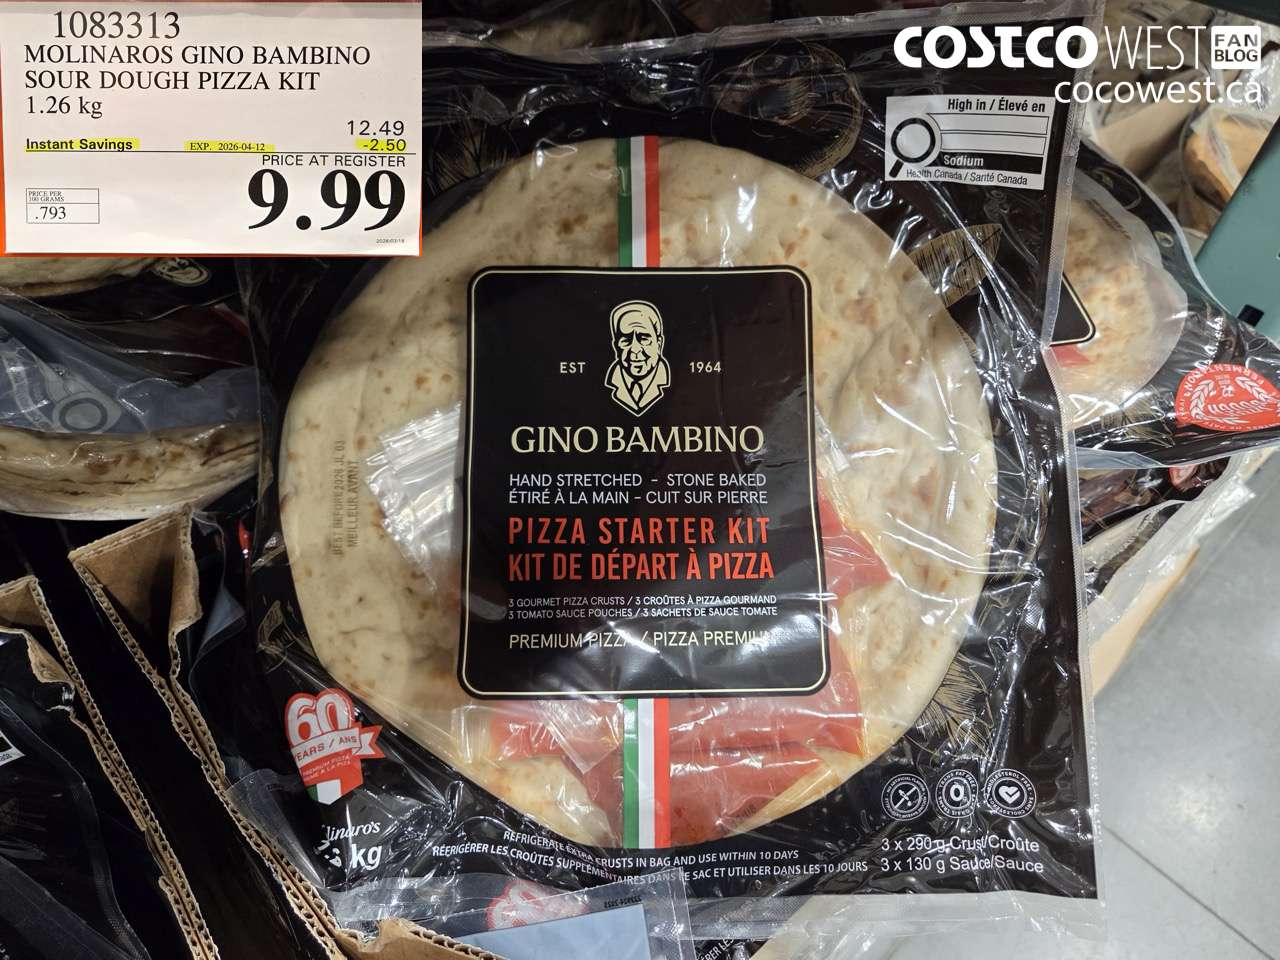 1083313
MOLINAROS GINO BAMBINO
SOUR DOUGH PIZZA KIT
1.26 kg
12.49
Instant Savings EXP. 2026-04-12 -2.50
PRICE AT REGISTER
9.99
PRICE PER
100 GRAMS
.793
COSTCO WEST FAN BLOG
cocowest.ca
High in / Élevé en
Sodium
Health Canada / Santé Canada
EST 1964
GINO BAMBINO
HAND STRETCHED - STONE BAKED
ÉTIRÉ À LA MAIN - CUIT SUR PIERRE
PIZZA STARTER KIT
KIT DE DÉPART À PIZZA
3 GOURMET PIZZA CRUSTS / 3 CROÛTES À PIZZA GOURMAND
3 TOMATO SAUCE POUCHES / 3 SACHETS DE SAUCE TOMATE
PREMIUM PIZZA / PIZZA PREMIU
MEILLEUR AVANT
60
YEARS / ANS
linaro's
kg
REFRIGERATE EXTRA CRUSTS IN BAG AND USE WITHIN 10 DAYS
RÉFRIGÉRER LES CROÛTES SUPPLÉMENTAIRES DANS LE SAC ET UTILISER DANS LES 10 JOURS
3 x 290 g Crust/Croûte
3 x 130 g Sauce/Sauce